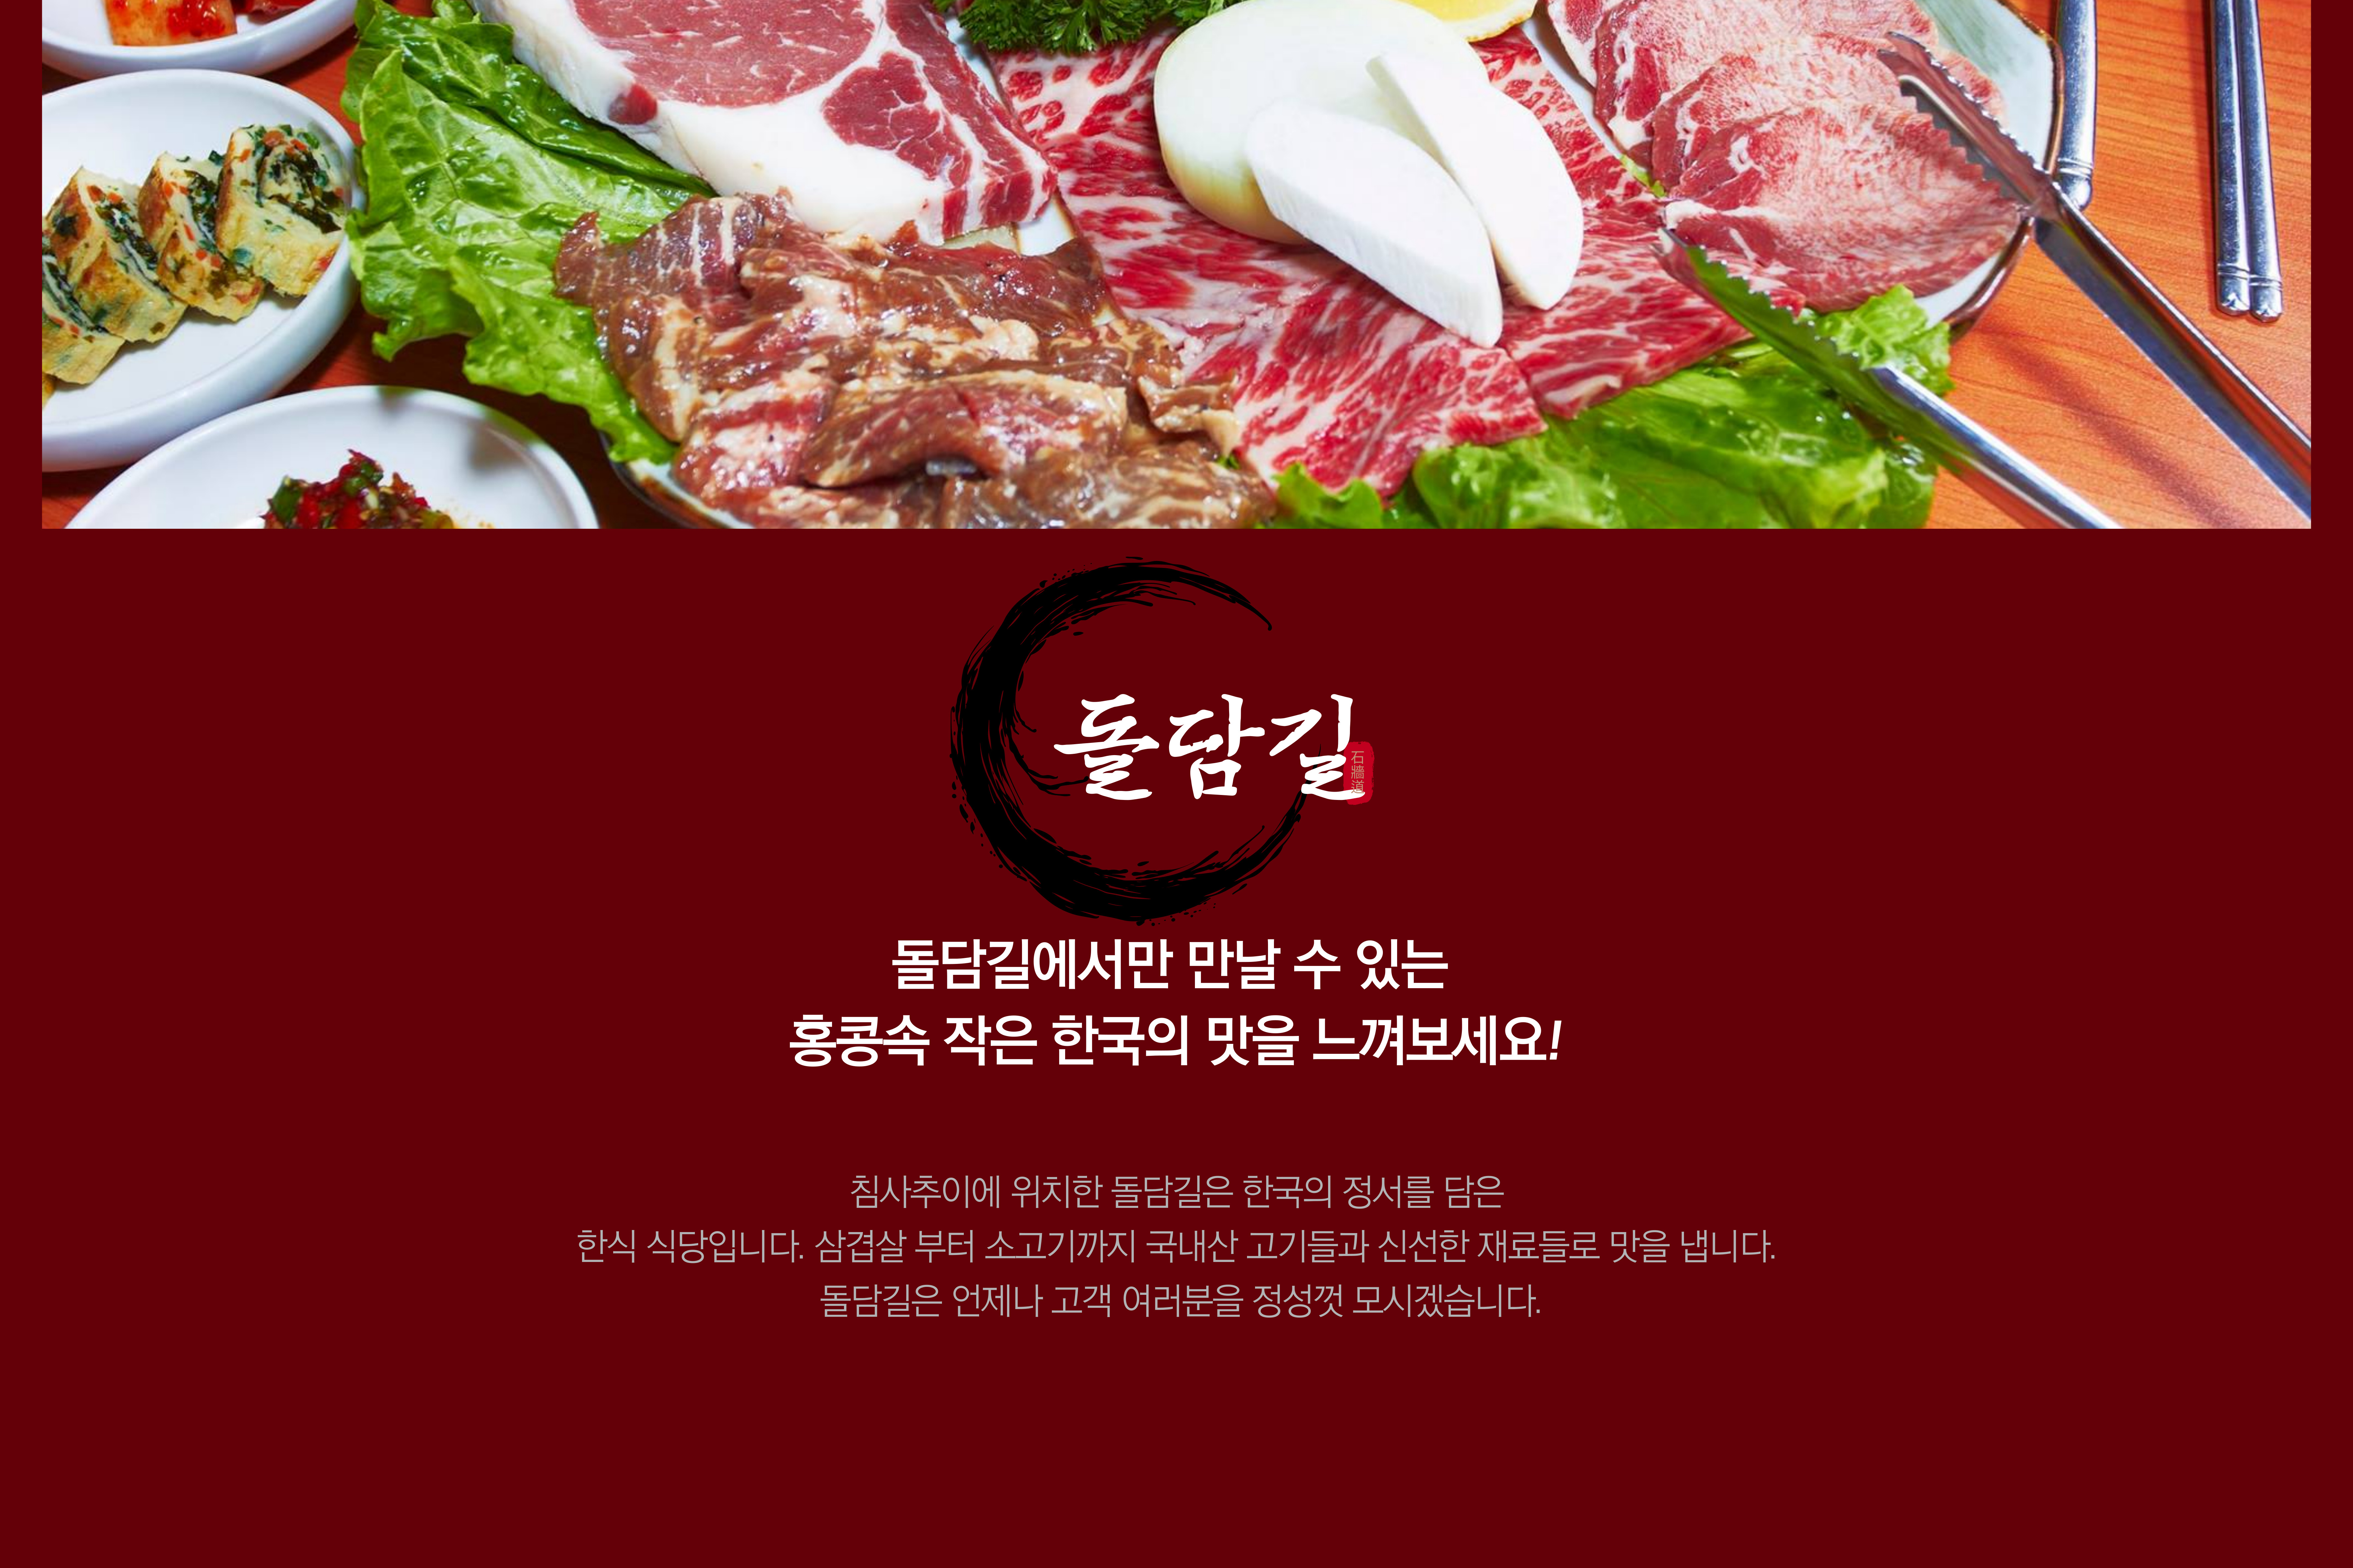 돌담길
石
牆
道
돌담길에서만 만날 수 있는
홍콩속 작은 한국의 맛을 느껴보세요!
침사추이에 위치한 돌담길은 한국의 정서를 담은
한식 식당입니다. 삼겹살 부터 소고기까지 국내산 고기들과 신선한 재료들로 맛을 냅니다.
돌담길은 언제나 고객 여러분을 정성껏 모시겠습니다.